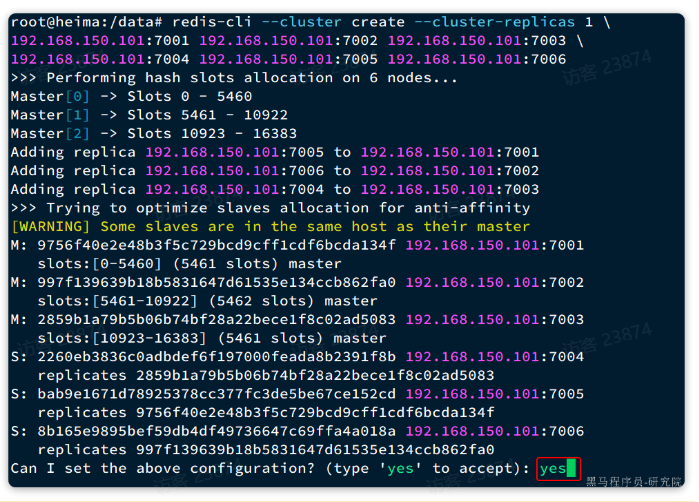 root@heima:/data# redis-cli --cluster create --cluster-replicas 1 \
192.168.150.101:7001 192.168.150.101:7002 192.168.150.101:7003 \
192.168.150.101:7004 192.168.150.101:7005 192.168.150.101:7006
>>> Performing hash slots allocation on 6 nodes...
Master[0] -> Slots 0 - 5460
Master[1] -> Slots 5461 - 10922
Master[2] -> Slots 10923 - 16383
Adding replica 192.168.150.101:7005 to 192.168.150.101:7001
Adding replica 192.168.150.101:7006 to 192.168.150.101:7002
Adding replica 192.168.150.101:7004 to 192.168.150.101:7003
>>> Trying to optimize slaves allocation for anti-affinity
[WARNING] Some slaves are in the same host as their master
M: 9756f40e2e48b3f5c729bcd9cff1cdf6bcda134f 192.168.150.101:7001
slots:[0-5460] (5461 slots) master
M: 997f139639b18b5831647d61535e134ccb862fa0 192.168.150.101:7002
slots:[5461-10922] (5462 slots) master
M: 2859b1a79b5b06b74bf28a22bece1f8c02ad5083 192.168.150.101:7003
slots:[10923-16383] (5461 slots) master
S: 2260eb3836c0adbdef6f197000feada8b2391f8b 192.168.150.101:7004
replicates 2859b1a79b5b06b74bf28a22bece1f8c02ad5083
S: bab9e1671d78925378cc377fc3de5be67ce152cd 192.168.150.101:7005
replicates 9756f40e2e48b3f5c729bcd9cff1cdf6bcda134f
S: 8b165e9895bef59db4df49736647c69ffa4a018a 192.168.150.101:7006
replicates 997f139639b18b5831647d61535e134ccb862fa0
Can I set the above configuration? (type 'yes' to accept): yes
黑马程序员-研究院
访客 23874
访客 23874
访客 23874